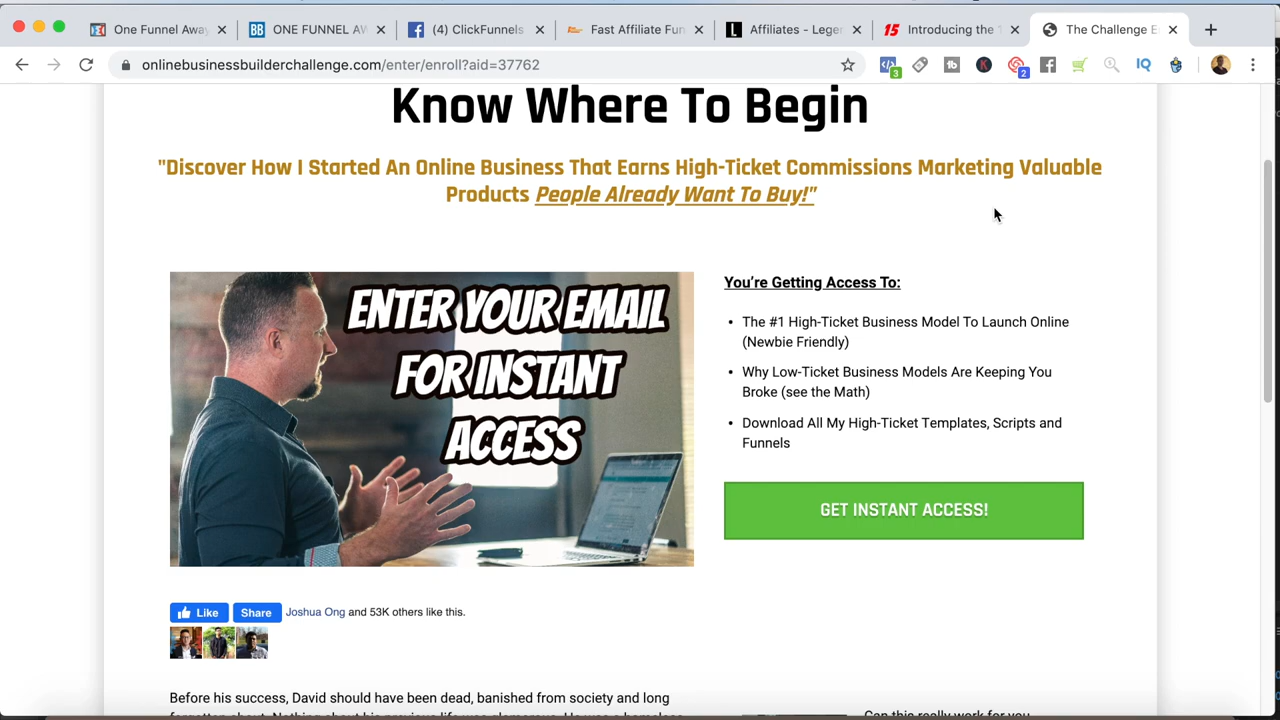 One Funnel Away
ONE FUNNEL AW
(4) ClickFunnels
Fast Affiliate Fun
Affiliates - Leger
Introducing the T
The Challenge E
onlinebusinessbuilderchallenge.com/enter/enroll?aid=37762
Know Where To Begin
"Discover How I Started An Online Business That Earns High-Ticket Commissions Marketing Valuable
Products People Already Want To Buy!"
ENTER YOUR EMAIL
FOR INSTANT
ACCESS
You're Getting Access To:
• The #1 High-Ticket Business Model To Launch Online
(Newbie Friendly)
• Why Low-Ticket Business Models Are Keeping You
Broke (see the Math)
• Download All My High-Ticket Templates, Scripts and
Funnels
GET INSTANT ACCESS!
Like Share Joshua Ong and 53K others like this.
Before his success, David should have been dead, banished from society and long
Can this really work for you